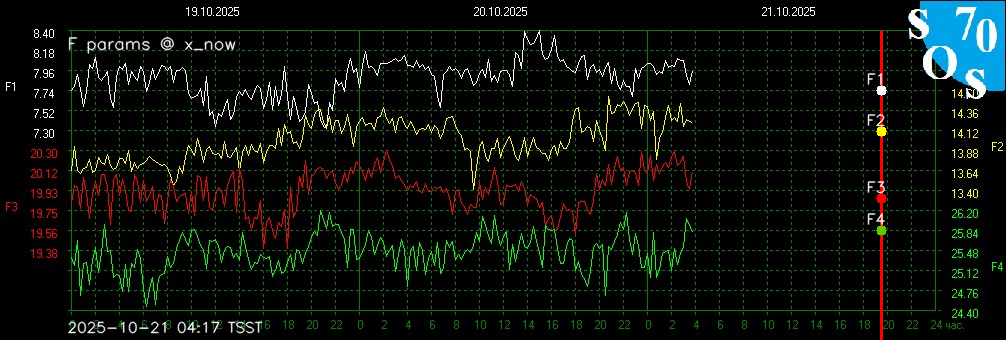 19.10.2025 20.10.2025 21.10.2025
S 70
O
S
F params @ x_now
8.40
8.18
7.96
7.74
7.52
7.30
F1
20.30
20.12
19.93
19.75
19.56
19.38
F3
F1
F2
F3
F4
14.60
14.36
14.12
13.88
13.64
13.40
F2
26.20
25.84
25.48
25.12
24.76
24.40
F4
2025-10-21 04:17 TSST
18 20 22 0 2 4 6 8 10 12 14 16 18 20 22 0 2 4 6 8 10 12 14 16 18 20 22 24 час.